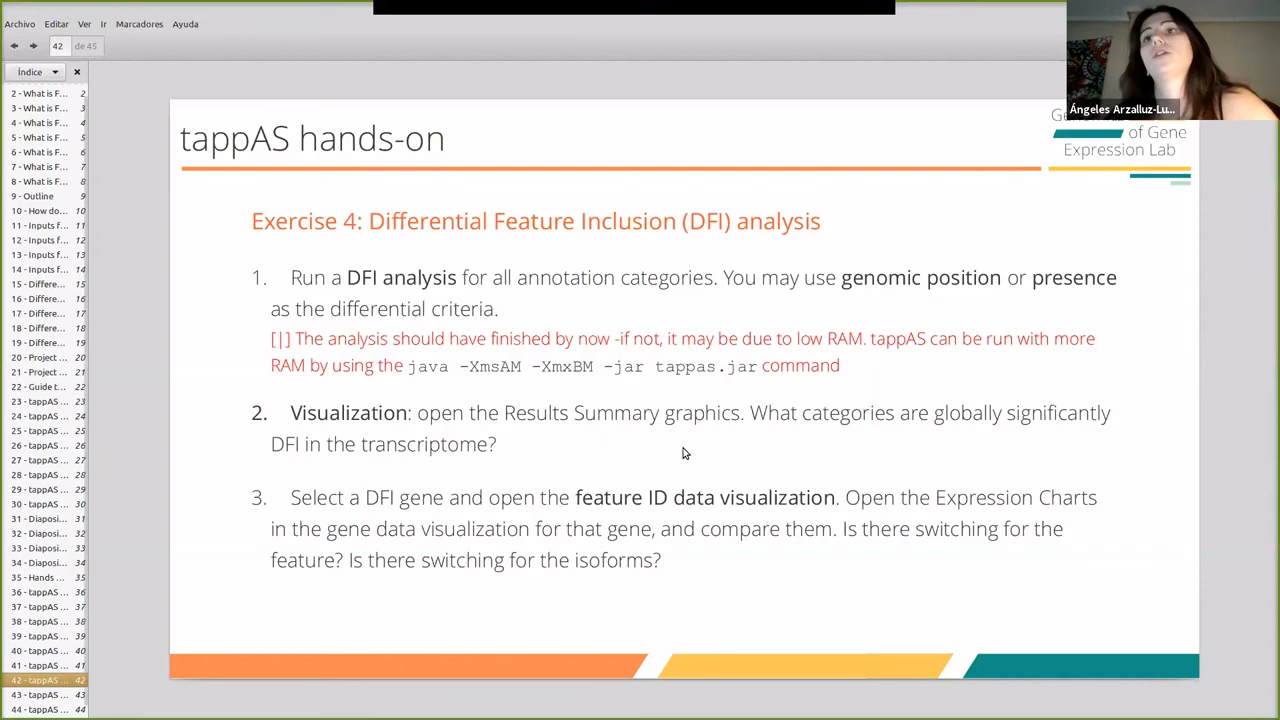 Archivo Editar Ver Ir Marcadores Ayuda
42 de 45
Índice
2 - What is F... 2
3 - What is F... 3
4 - What is F... 4
5 - What is F... 5
6 - What is F... 6
7 - What is F... 7
8 - What is F... 8
9 - Outline 9
10 - How do... 10
11 - Inputs f... 11
12 - Inputs f... 12
13 - Inputs f... 13
14 - Inputs f... 14
15 - Differe... 15
16 - Differe... 16
17 - Differe... 17
18 - Differe... 18
19 - Differe... 19
20 - Project ... 20
21 - Project ... 21
22 - Guide t... 22
23 - tappAS ... 23
24 - tappAS ... 24
25 - tappAS ... 25
26 - tappAS ... 26
27 - tappAS ... 27
28 - tappAS ... 28
29 - tappAS ... 29
30 - tappAS ... 30
31 - Diaposi... 31
32 - Diaposi... 32
33 - Diaposi... 33
34 - Diaposi... 34
35 - Hands ... 35
36 - tappAS ... 36
37 - tappAS ... 37
38 - tappAS ... 38
39 - tappAS ... 39
40 - tappAS ... 40
41 - tappAS ... 41
42 - tappAS ... 42
43 - tappAS ... 43
44 - tappAS ... 44
Ángeles Arzalluz-Lu...
of Gene
Expression Lab
tappAS hands-on
Exercise 4: Differential Feature Inclusion (DFI) analysis
1. Run a DFI analysis for all annotation categories. You may use genomic position or presence
as the differential criteria.
[|] The analysis should have finished by now -if not, it may be due to low RAM. tappAS can be run with more
RAM by using the java -XmsAM -XmxBM -jar tappas.jar command
2. Visualization: open the Results Summary graphics. What categories are globally significantly
DFI in the transcriptome?
3. Select a DFI gene and open the feature ID data visualization. Open the Expression Charts
in the gene data visualization for that gene, and compare them. Is there switching for the
feature? Is there switching for the isoforms?